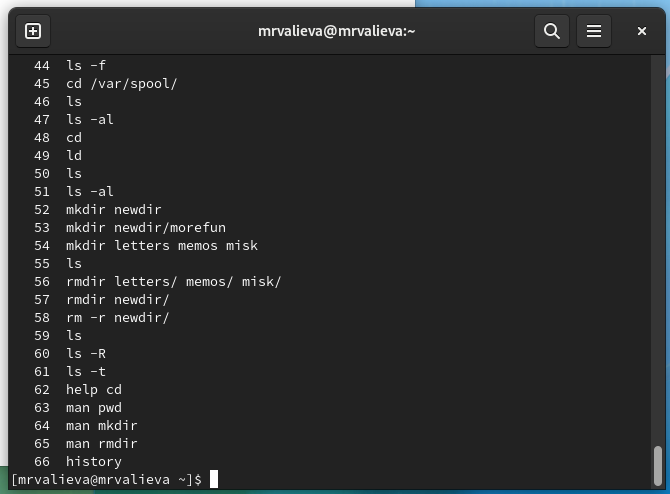 mrvalieva@mrvalieva:~
44 ls -f
45 cd /var/spool/
46 ls
47 ls -al
48 cd
49 ld
50 ls
51 ls -al
52 mkdir newdir
53 mkdir newdir/morefun
54 mkdir letters memos misk
55 ls
56 rmdir letters/ memos/ misk/
57 rmdir newdir/
58 rm -r newdir/
59 ls
60 ls -R
61 ls -t
62 help cd
63 man pwd
64 man mkdir
65 man rmdir
66 history
[mrvalieva@mrvalieva ~]$